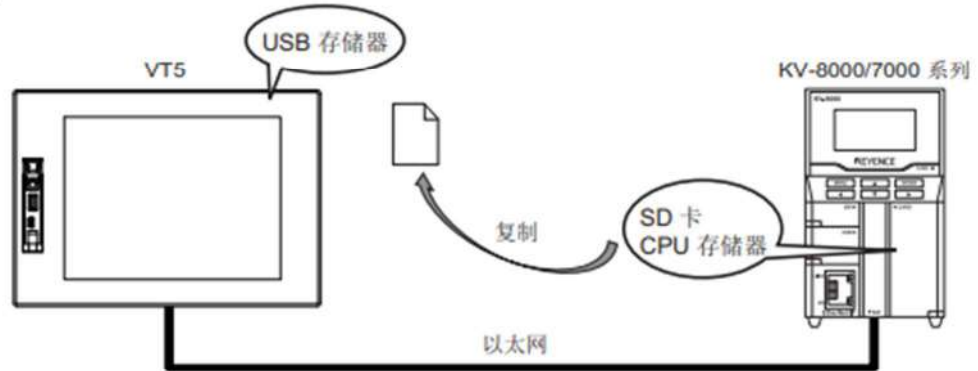 USB 存储器
VT5
KV-8000/7000 系列
KEYENCE
复制
SD 卡
CPU 存储器
以太网